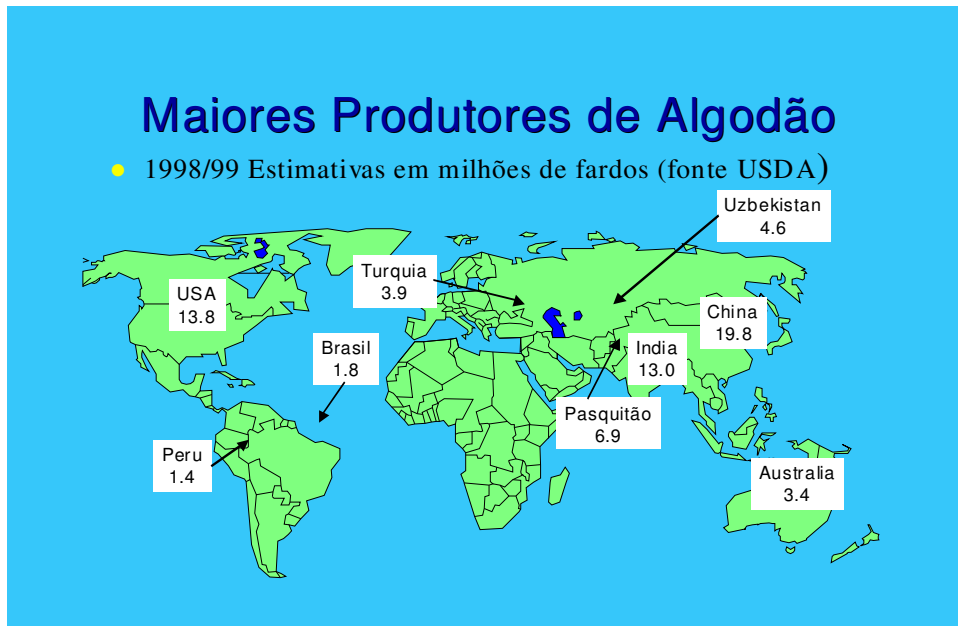 Maiores Produtores de Algodão
1998/99 Estimativas em milhões de fardos (fonte USDA)
Uzbekistan
4.6
Turquia
3.9
USA
13.8
China
19.8
Brasil
1.8
India
13.0
Pasquitão
6.9
Peru
1.4
Australia
3.4